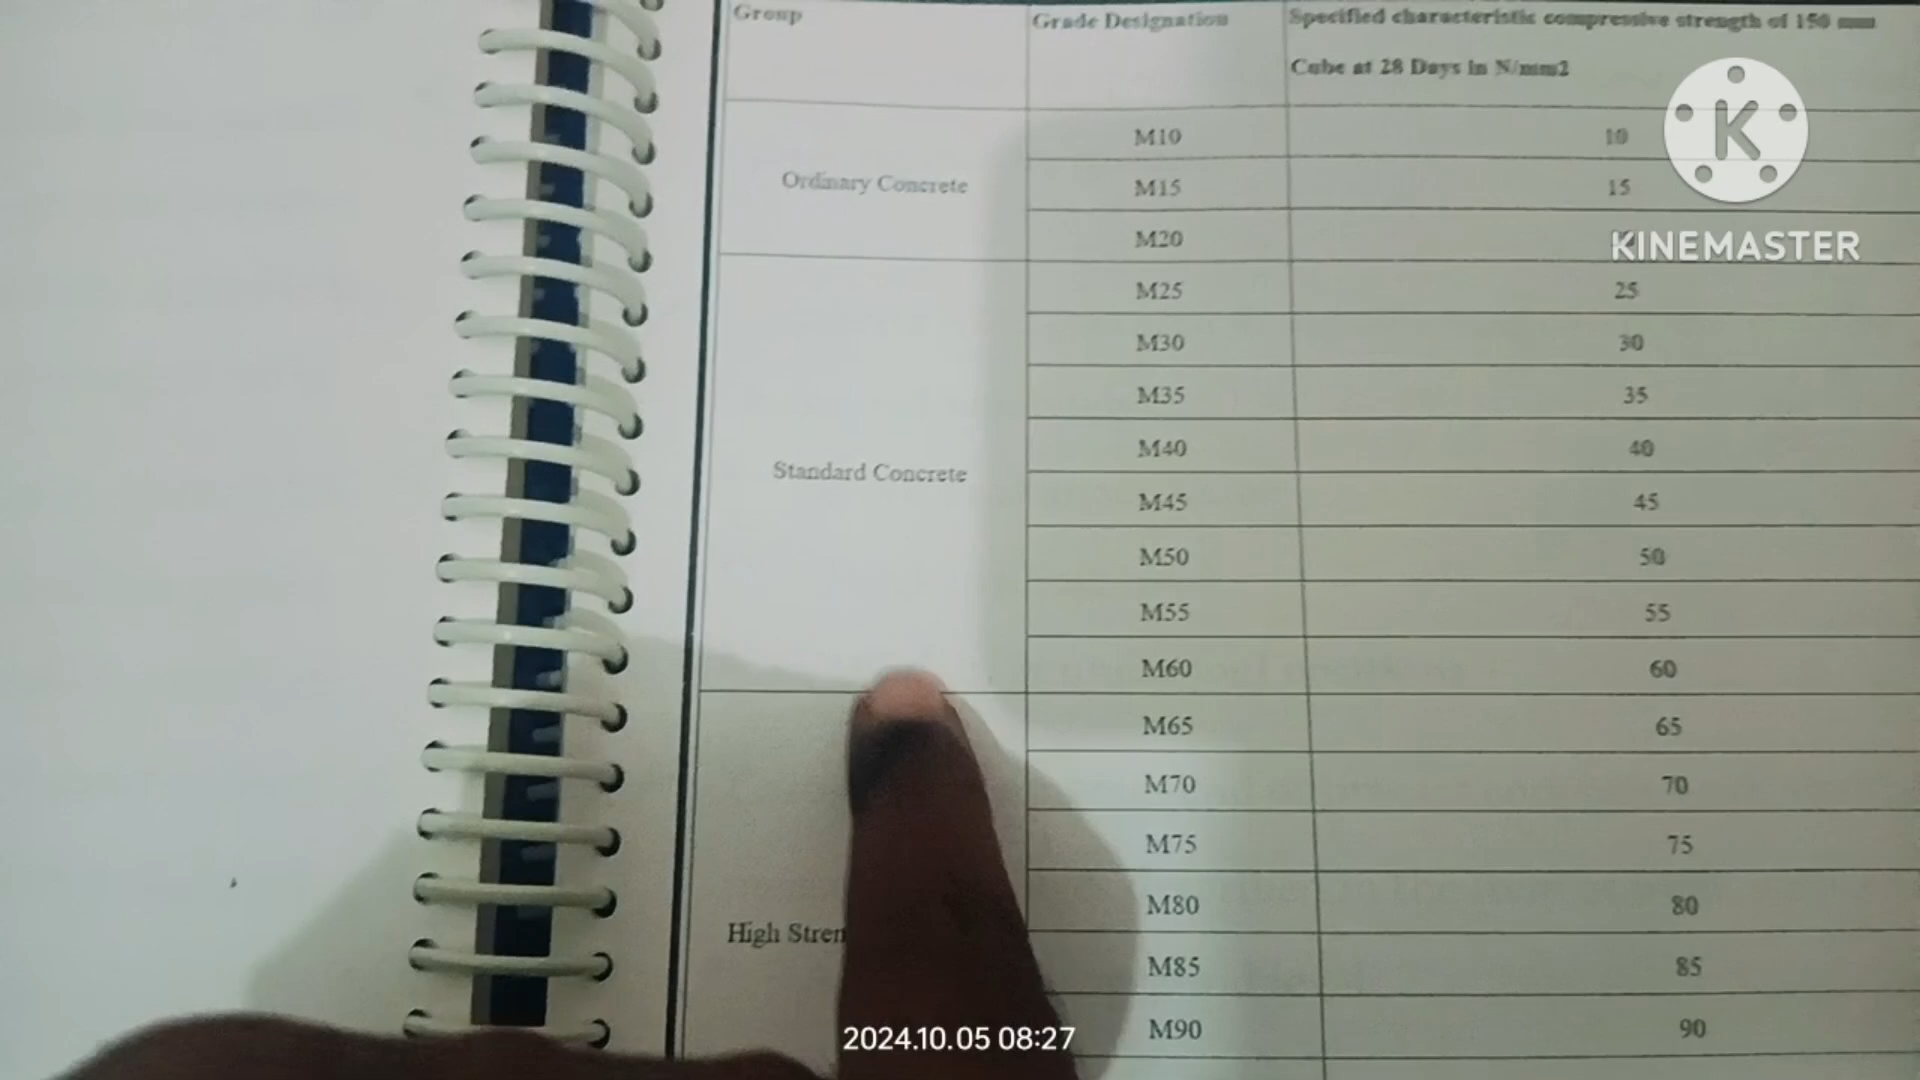 Group Grade Designation Specified characteristic compressive strength of 150 mm
Cube at 28 Days in N/mm2
M10 10
Ordinary Concrete M15 15
M20
KINEMASTER
M25 25
M30 30
M35 35
M40 40
Standard Concrete
M45 45
M50 50
M55 55
M60 60
M65 65
M70 70
M75 75
M80 80
High
M85 85
M90 90
2024.10.05 08:27